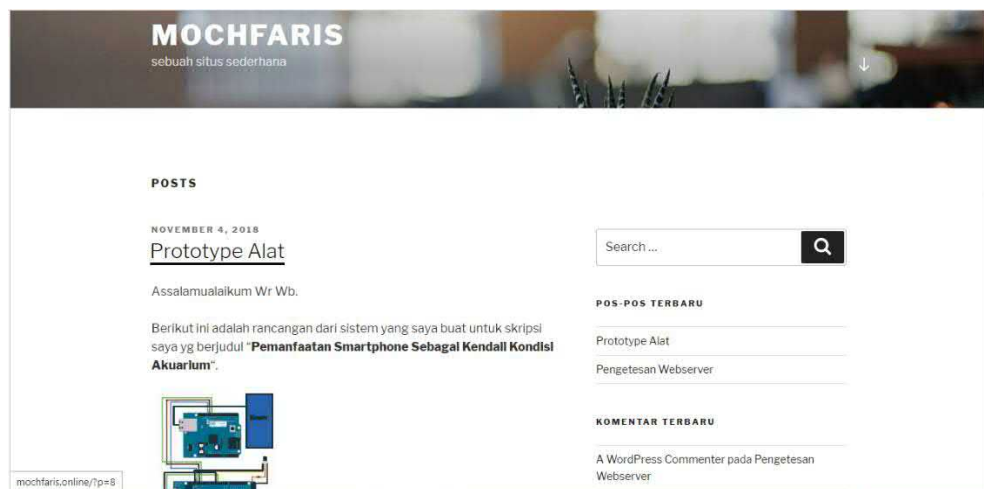 MOCHFARIS
sebuah situs sederhana
POSTS
NOVEMBER 4, 2018
Prototype Alat
Assalamualaikum Wr Wb.
Berikut ini adalah rancangan dari sistem yang saya buat untuk skripsi
saya yg berjudul “Pemanfaatan Smartphone Sebagai Kendali Kondisi
Akuarium“.
Search ...
POS-POS TERBARU
Prototype Alat
Pengetesan Webserver
KOMENTAR TERBARU
A WordPress Commenter pada Pengetesan
Webserver
mochfaris.online/?p=8